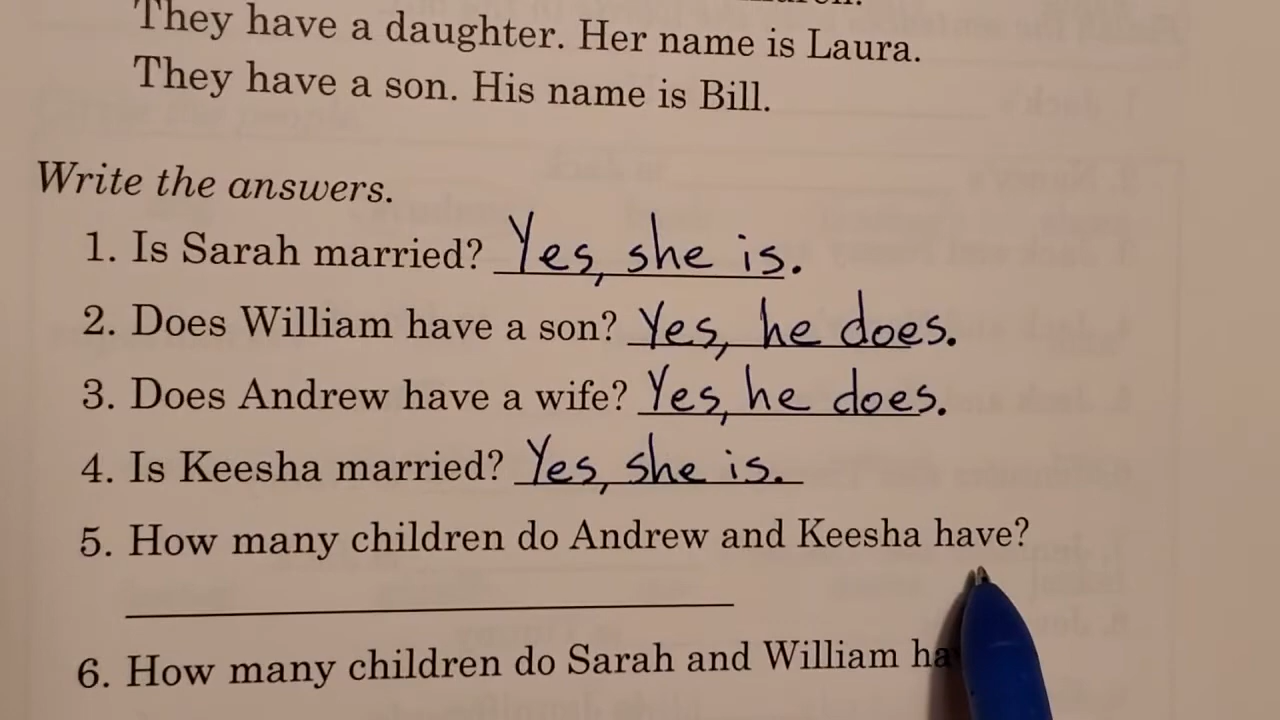 They have a daughter. Her name is Laura.
They have a son. His name is Bill.
Write the answers.
1. Is Sarah married? Yes, she is.
2. Does William have a son? Yes, he does.
3. Does Andrew have a wife? Yes, he does.
4. Is Keesha married? Yes, she is.
5. How many children do Andrew and Keesha have?
6. How many children do Sarah and William